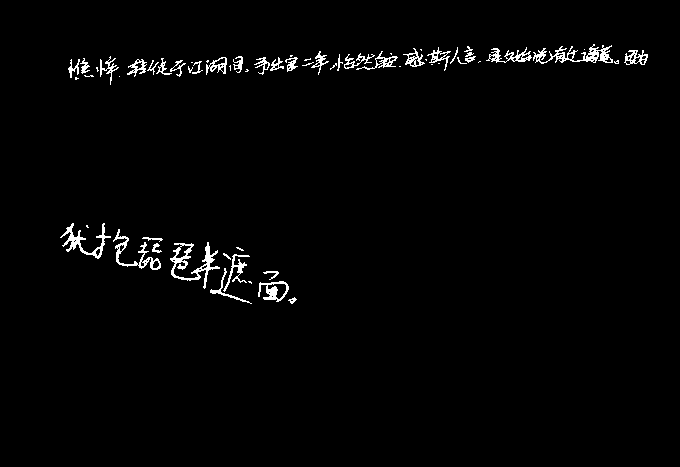 憔悴,转徙于江湖间。予出官二年,恬然自安,感斯人言,是夕始觉有迁谪意。因为
犹抱琵琶半遮面。